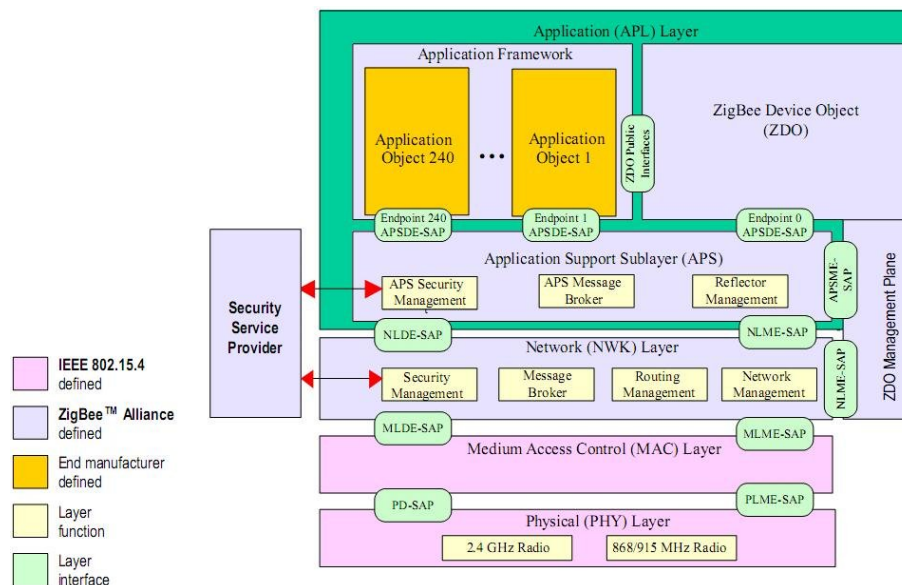 Application (APL) Layer
Application Framework
Application
Object 240
...
Application
Object 1
ZDO Public
Interfaces
ZigBee Device Object
(ZDO)
Endpoint 240
APSDE-SAP
Endpoint 1
APSDE-SAP
Endpoint 0
APSDE-SAP
Application Support Sublayer (APS)
APS Security
Management
APS Message
Broker
Reflector
Management
APSME-
SAP
ZDO Management Plane
Security
Service
Provider
NLDE-SAP
NLME-SAP
Network (NWK) Layer
Security
Management
Message
Broker
Routing
Management
Network
Management
NLME-SAP
MLDE-SAP
MLME-SAP
Medium Access Control (MAC) Layer
PD-SAP
PLME-SAP
Physical (PHY) Layer
2.4 GHz Radio
868/915 MHz Radio
IEEE 802.15.4
defined
ZigBee™ Alliance
defined
End manufacturer
defined
Layer
function
Layer
interface